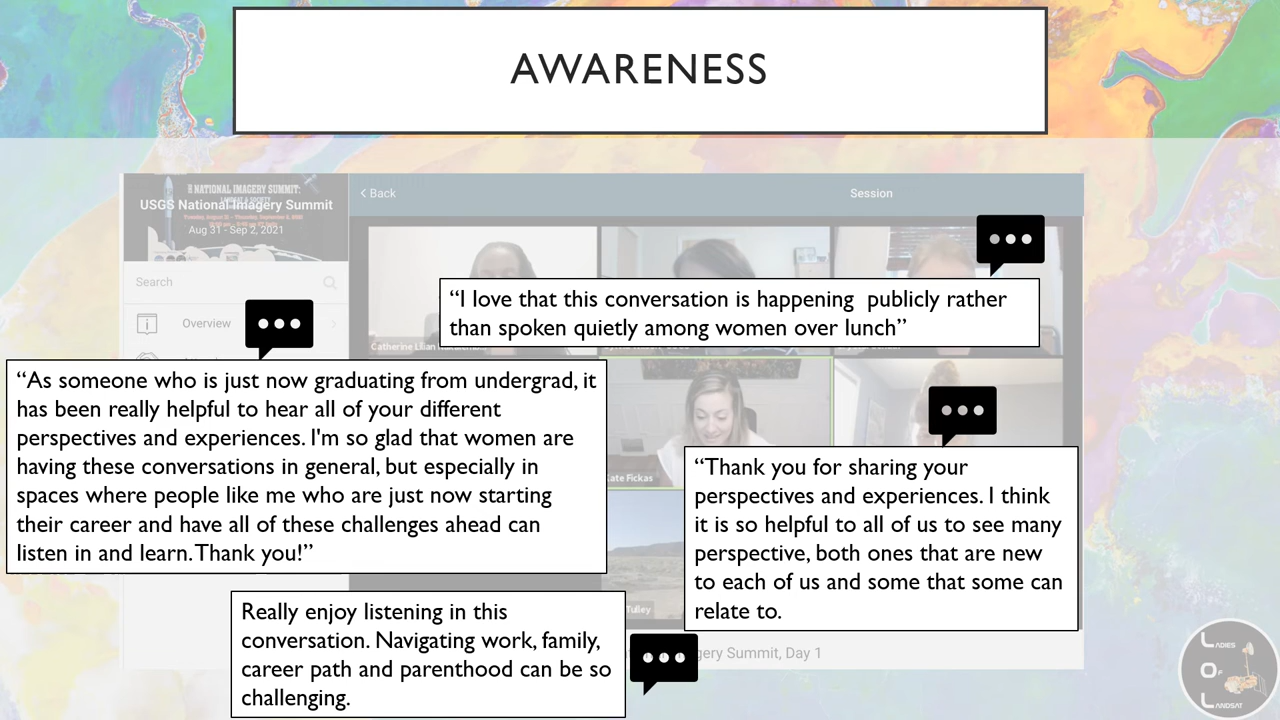 AWARENESS
USGS National Imagery Summit
Aug 31 - Sep 2, 2021
Back
Session
Search
Overview
“I love that this conversation is happening publicly rather
than spoken quietly among women over lunch”
“As someone who is just now graduating from undergrad, it
has been really helpful to hear all of your different
perspectives and experiences. I'm so glad that women are
having these conversations in general, but especially in
spaces where people like me who are just now starting
their career and have all of these challenges ahead can
listen in and learn. Thank you!”
Kate Fickas
“Thank you for sharing your
perspectives and experiences. I think
it is so helpful to all of us to see many
perspective, both ones that are new
to each of us and some that some can
relate to.
Tulley
Really enjoy listening in this
conversation. Navigating work, family,
career path and parenthood can be so
challenging.
Summit, Day 1
LADIES
OF
LANDSAT